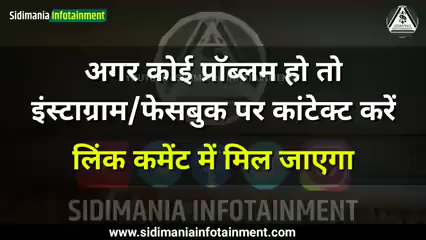 Sidimania Infotainment
अगर कोई प्रॉब्लम हो तो
इंस्टाग्राम/फेसबुक पर कांटेक्ट करें
लिंक कमेंट में मिल जाएगा
SIDIMANIA INFOTAINMENT
www.sidimaniainfotainment.com